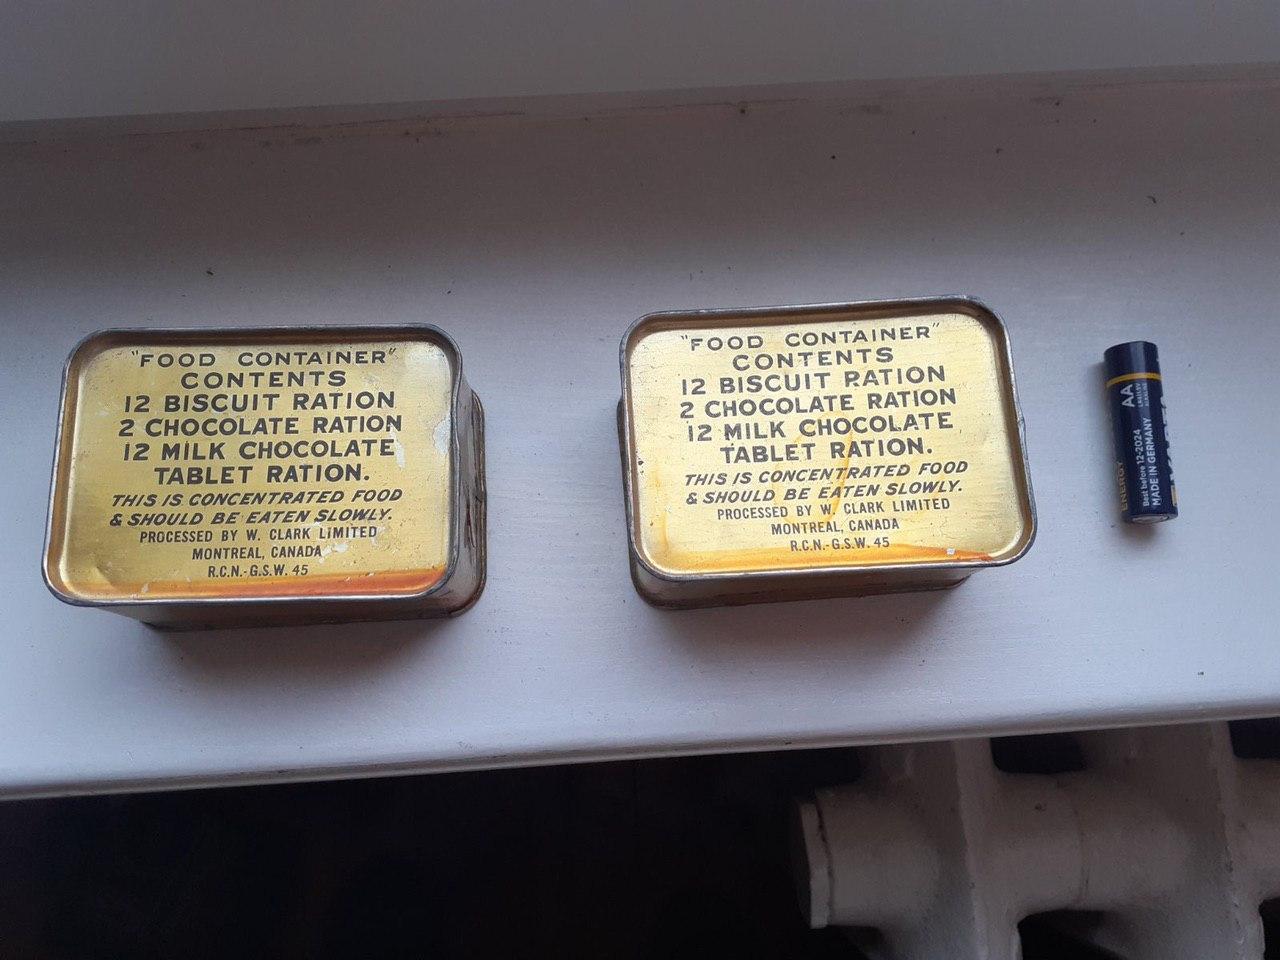 "FOOD CONTAINER"
CONTENTS
12 BISCUIT RATION
2 CHOCOLATE RATION
12 MILK CHOCOLATE
TABLET RATION.
THIS IS CONCENTRATED FOOD
& SHOULD BE EATEN SLOWLY.
PROCESSED BY W. CLARK LIMITED
MONTREAL, CANADA
R.C.N.-G.S.W. 45
"FOOD CONTAINER"
CONTENTS
12 BISCUIT RATION
2 CHOCOLATE RATION
12 MILK CHOCOLATE
TABLET RATION.
THIS IS CONCENTRATED FOOD
& SHOULD BE EATEN SLOWLY.
PROCESSED BY W. CLARK LIMITED
MONTREAL, CANADA
R.C.N.-G.S.W. 45
ENERGY
Best before 12-2024
MADE IN GERMANY
AA